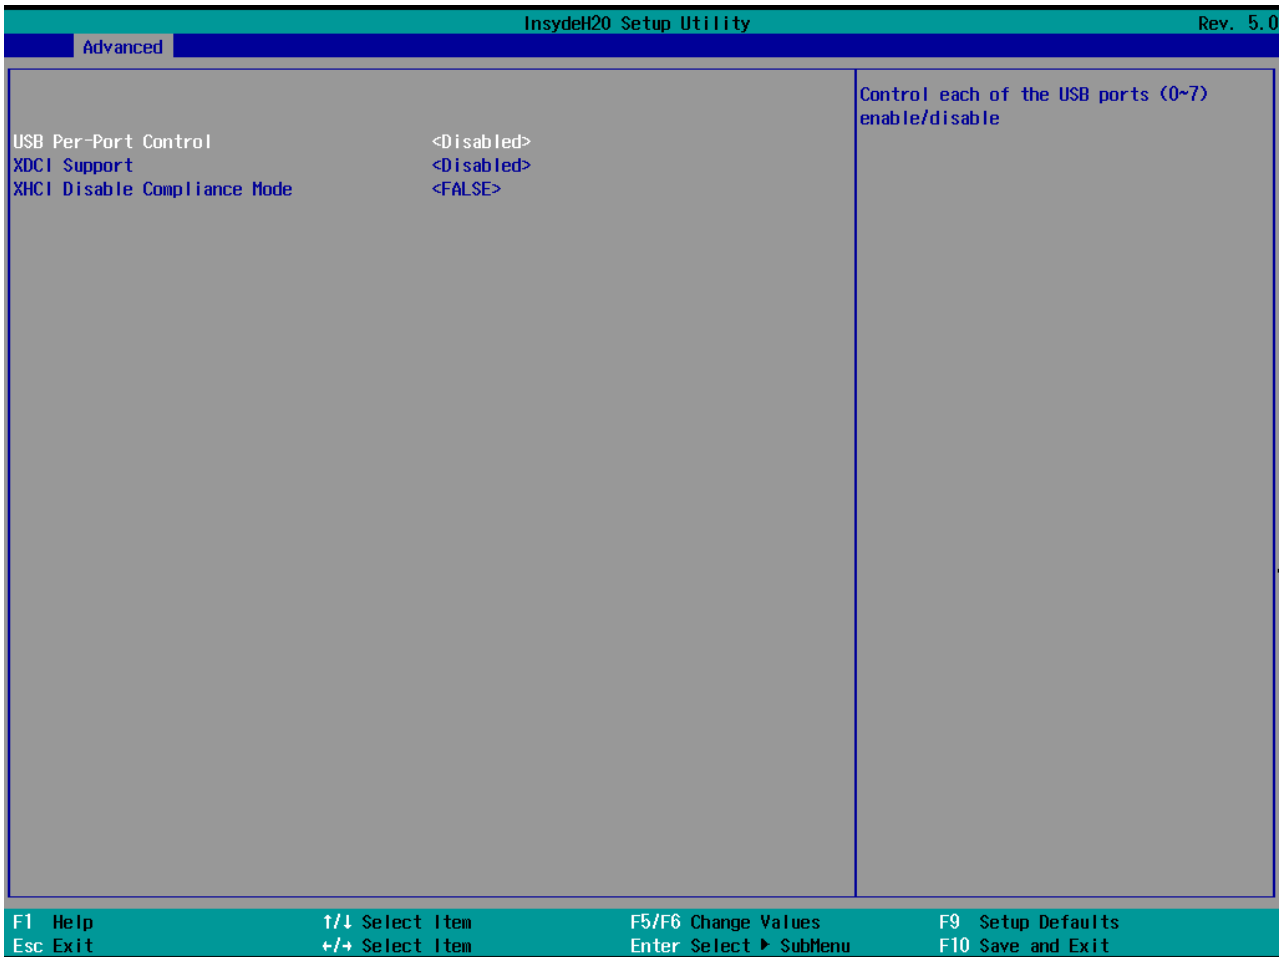 InsydeH2O Setup Utility Rev. 5.0
Advanced
Control each of the USB ports (0~7)
enable/disable
USB Per-Port Control <Disabled>
XDCI Support <Disabled>
XHCI Disable Compliance Mode <FALSE>
F1 Help ↑/↓ Select Item F5/F6 Change Values F9 Setup Defaults
Esc Exit ←/→ Select Item Enter Select ▶ SubMenu F10 Save and Exit